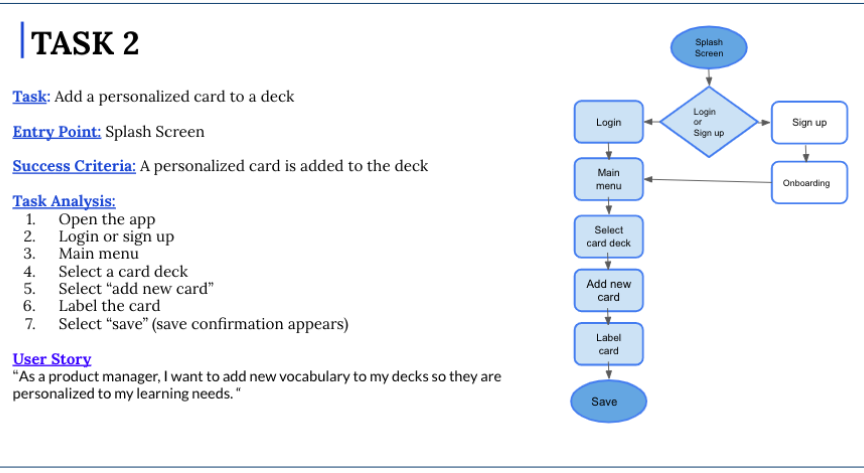 TASK 2
Task: Add a personalized card to a deck
Entry Point: Splash Screen
Success Criteria: A personalized card is added to the deck
Task Analysis:
1. Open the app
2. Login or sign up
3. Main menu
4. Select a card deck
5. Select “add new card”
6. Label the card
7. Select “save” (save confirmation appears)
User Story
“As a product manager, I want to add new vocabulary to my decks so they are
personalized to my learning needs. “
Splash
Screen
Login
or
Sign up
Login
Sign up
Main
menu
Onboarding
Select
card deck
Add new
card
Label
card
Save